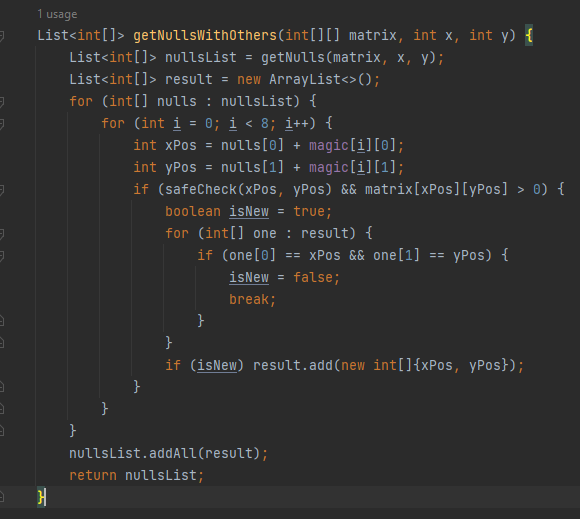 1 usage
List<int[]> getNullsWithOthers(int[][] matrix, int x, int y) {
    List<int[]> nullsList = getNulls(matrix, x, y);
    List<int[]> result = new ArrayList<>();
    for (int[] nulls : nullsList) {
        for (int i = 0; i < 8; i++) {
            int xPos = nulls[0] + magic[i][0];
            int yPos = nulls[1] + magic[i][1];
            if (safeCheck(xPos, yPos) && matrix[xPos][yPos] > 0) {
                boolean isNew = true;
                for (int[] one : result) {
                    if (one[0] == xPos && one[1] == yPos) {
                        isNew = false;
                        break;
                    }
                }
                if (isNew) result.add(new int[]{xPos, yPos});
            }
        }
    }
    nullsList.addAll(result);
    return nullsList;
}